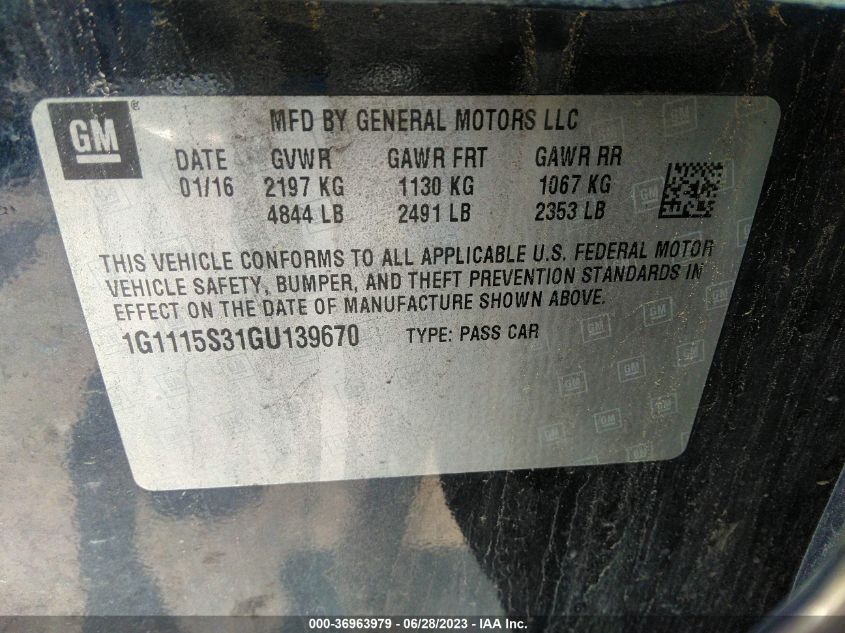 GM ®
MFD BY GENERAL MOTORS LLC
DATE GVWR GAWR FRT GAWR RR
01/16 2197 KG 1130 KG 1067 KG
4844 LB 2491 LB 2353 LB
THIS VEHICLE CONFORMS TO ALL APPLICABLE U.S. FEDERAL MOTOR
VEHICLE SAFETY, BUMPER, AND THEFT PREVENTION STANDARDS IN
EFFECT ON THE DATE OF MANUFACTURE SHOWN ABOVE.
1G1115S31GU139670 TYPE: PASS CAR
000-36963979 - 06/28/2023 - IAA Inc.